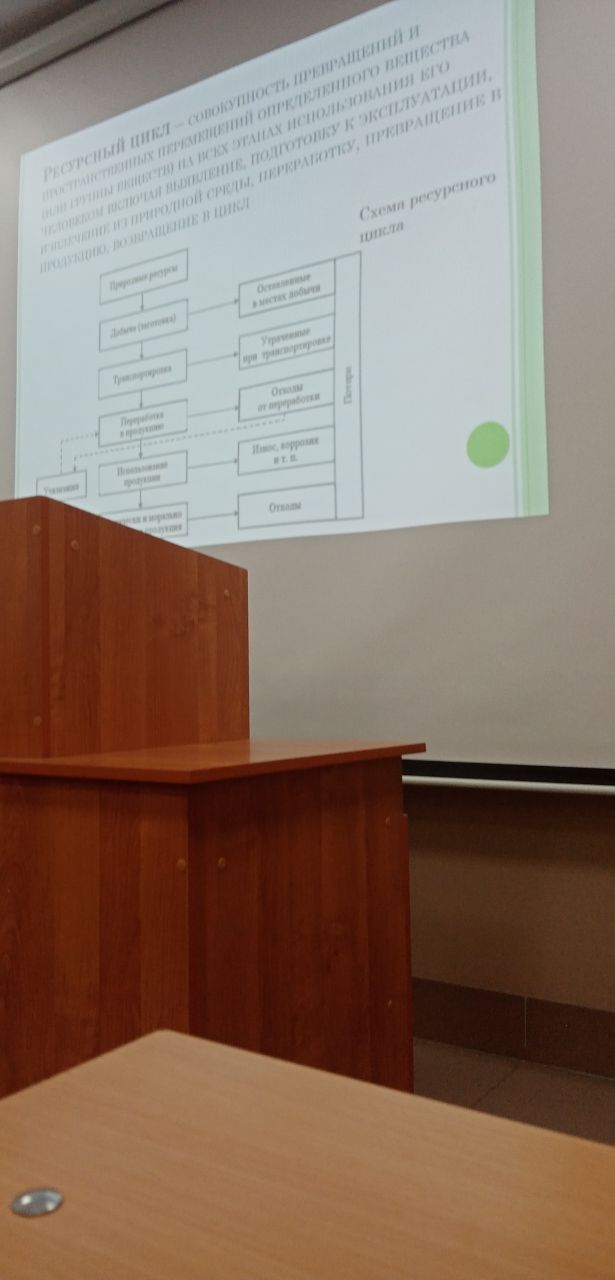 Ресурсный цикл – совокупность превращений и
пространственных перемещений определенного вещества
(или группы веществ) на всех этапах использования его
человеком включая выявление, подготовку к эксплуатации,
извлечение из природной среды, переработку, превращение в
продукцию, возвращение в цикл
Схема ресурсного
цикла
Природные ресурсы
Добыча (заготовка)
Оставленные
в местах добычи
Транспортировка
Утраченные
при транспортировке
Переработка
в продукцию
Отходы
от переработки
Утилизация
Использование
продукции
Износ, коррозия
и т. п.
и морально
продукция
Отходы
Потери